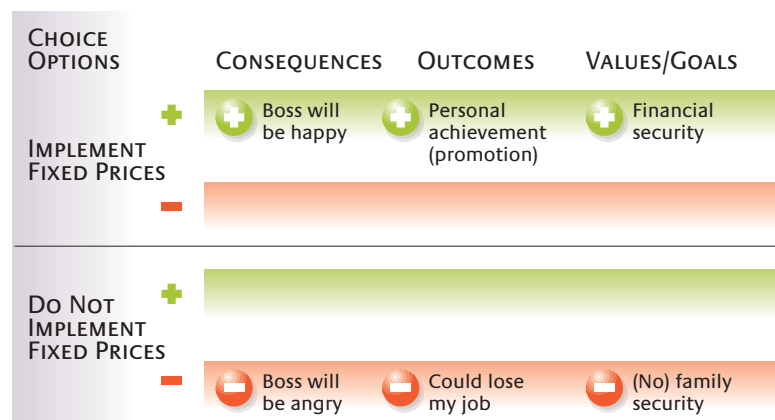 CHOICE
OPTIONS
CONSEQUENCES OUTCOMES VALUES/GOALS
Boss will
be happy
Personal
achievement
(promotion)
Financial
security
IMPLEMENT
FIXED PRICES
DO NOT
IMPLEMENT
FIXED PRICES
Boss will
be angry
Could lose
my job
(No) family
security